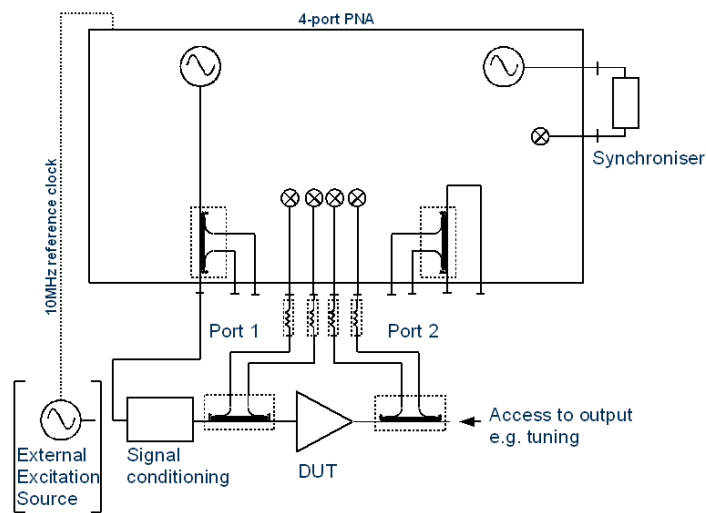 4-port PNA
10MHz reference clock
Synchroniser
Port 1
Port 2
External
Excitation
Source
Signal
conditioning
DUT
Access to output
e.g. tuning